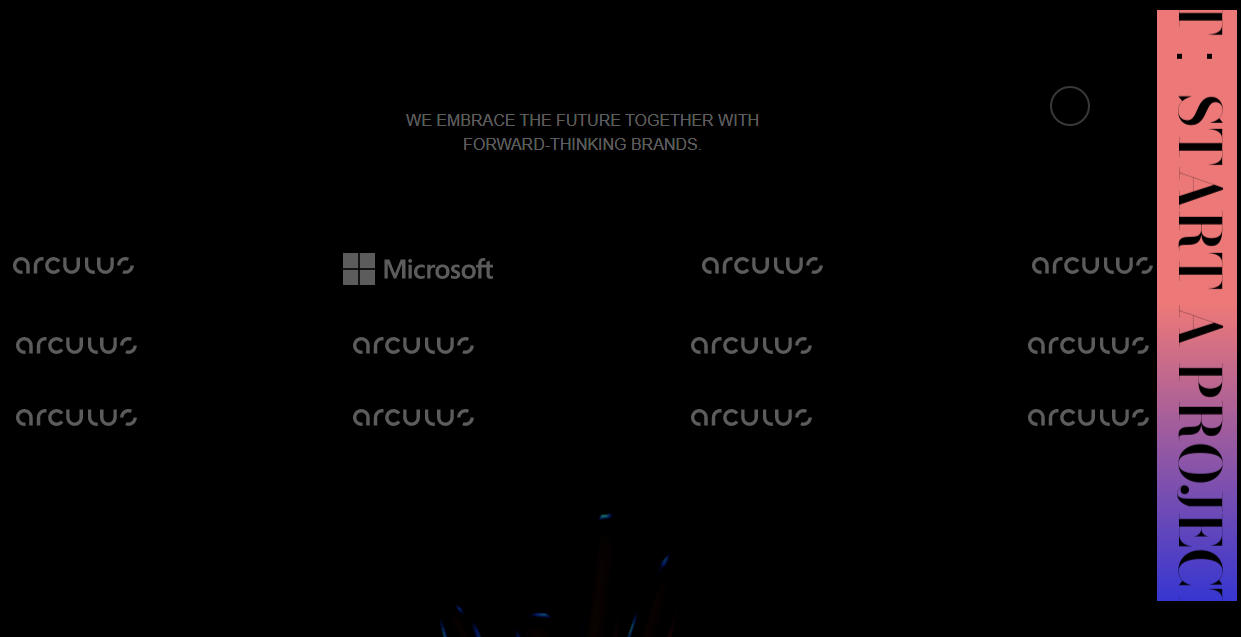 WE EMBRACE THE FUTURE TOGETHER WITH
FORWARD-THINKING BRANDS.
arculus Microsoft arculus arculus
arculus arculus arculus arculus
arculus arculus arculus arculus
T : START A PROJEC